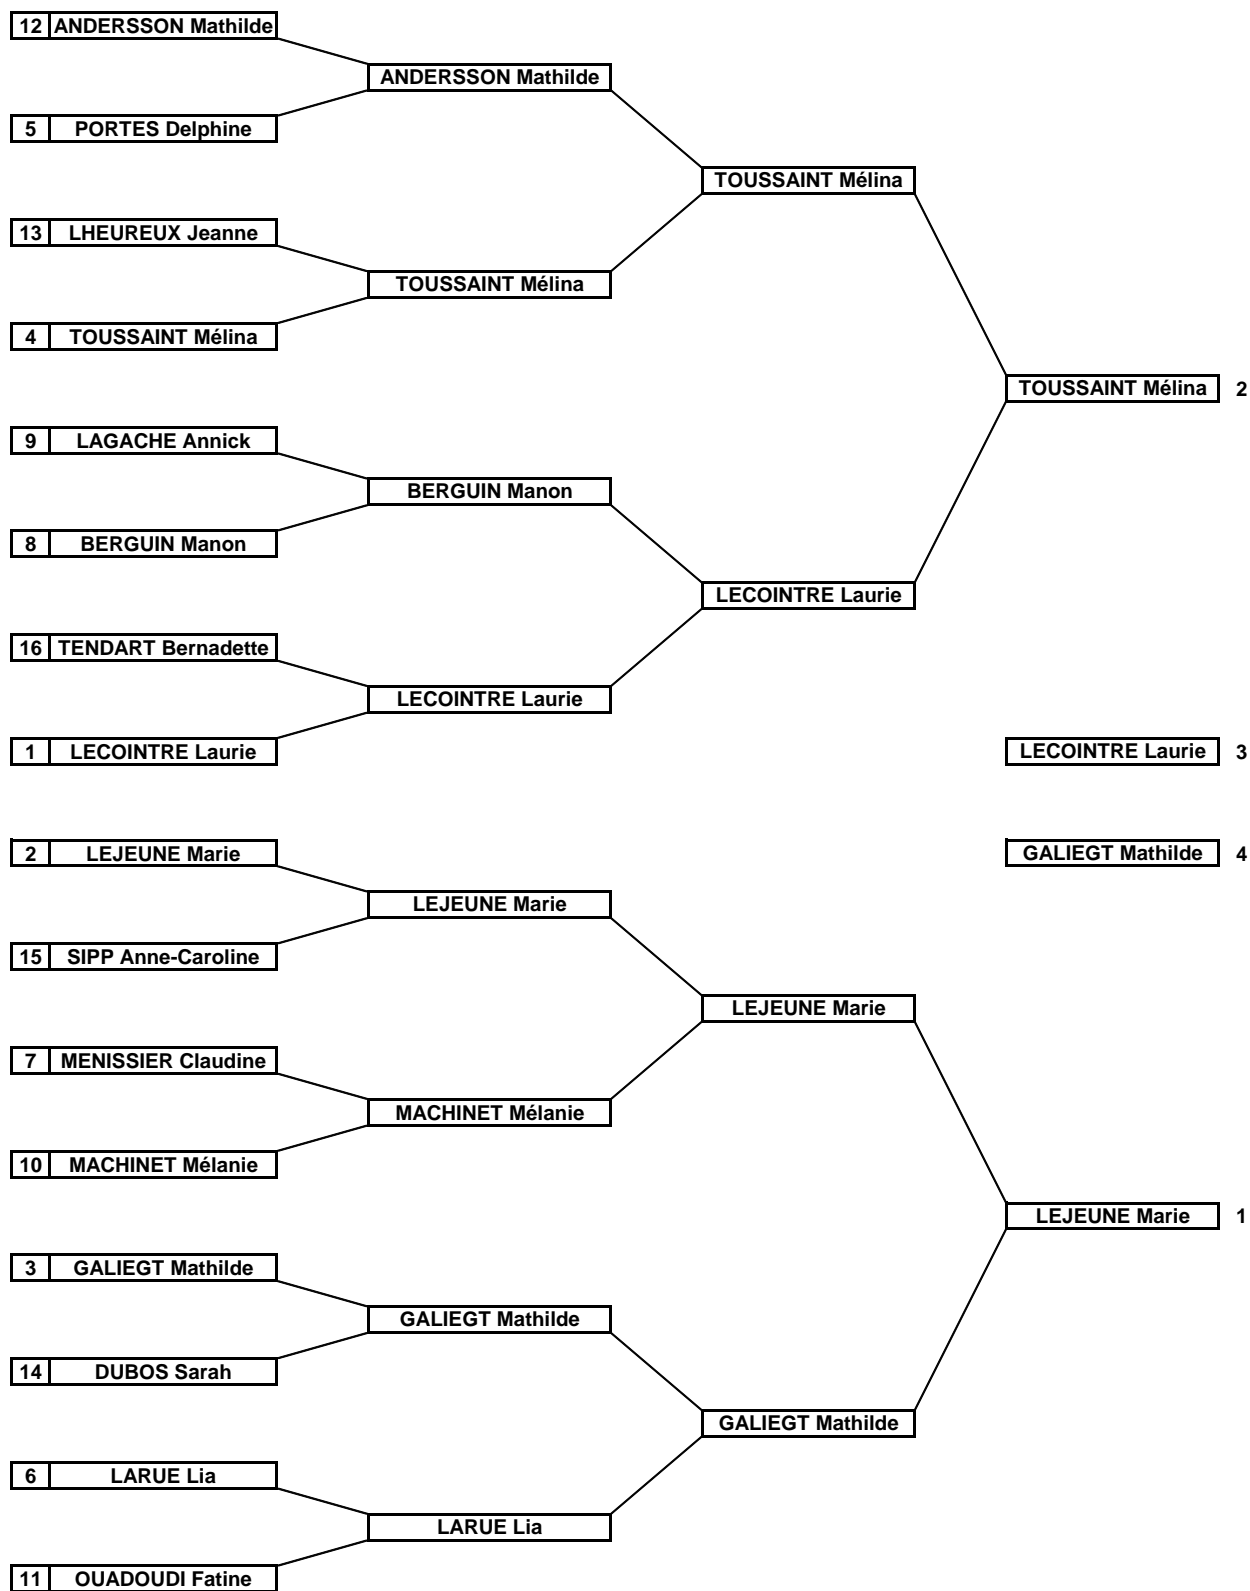 12 ANDERSSON Mathilde
ANDERSSON Mathilde
5 PORTES Delphine
TOUSSAINT Mélina
13 LHEUREUX Jeanne
TOUSSAINT Mélina
4 TOUSSAINT Mélina
TOUSSAINT Mélina 2
9 LAGACHE Annick
BERGUIN Manon
8 BERGUIN Manon
LECOINTRE Laurie
16 TENDART Bernadette
LECOINTRE Laurie
1 LECOINTRE Laurie
LECOINTRE Laurie 3
2 LEJEUNE Marie
GALIEGT Mathilde 4
LEJEUNE Marie
15 SIPP Anne-Caroline
LEJEUNE Marie
7 MENISSIER Claudine
MACHINET Mélanie
10 MACHINET Mélanie
LEJEUNE Marie 1
3 GALIEGT Mathilde
GALIEGT Mathilde
14 DUBOS Sarah
GALIEGT Mathilde
6 LARUE Lia
LARUE Lia
11 OUADOUDI Fatine